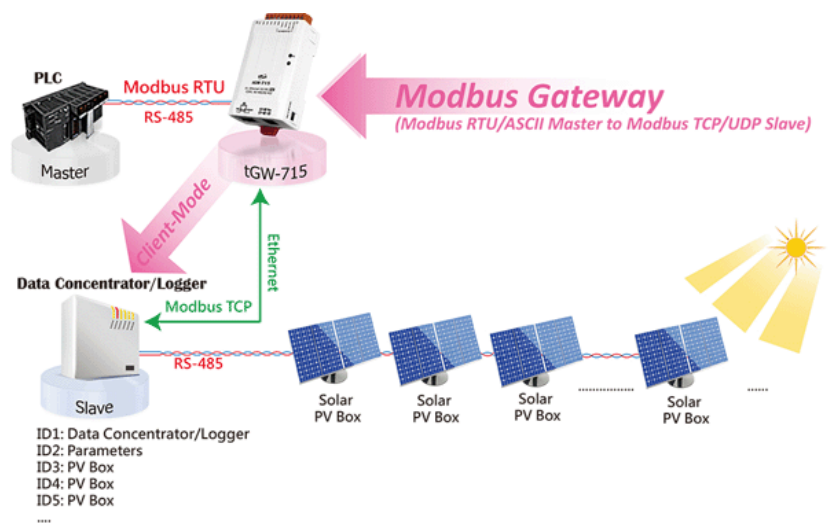 PLC
Modbus RTU
RS-485
Master
tGW-715
Modbus Gateway
(Modbus RTU/ASCII Master to Modbus TCP/UDP Slave)
Client-Mode
Ethernet
Data Concentrator/Logger
Modbus TCP
RS-485
Slave
Solar
PV Box
Solar
PV Box
Solar
PV Box
...............
Solar
PV Box
......
ID1: Data Concentrator/Logger
ID2: Parameters
ID3: PV Box
ID4: PV Box
ID5: PV Box
....